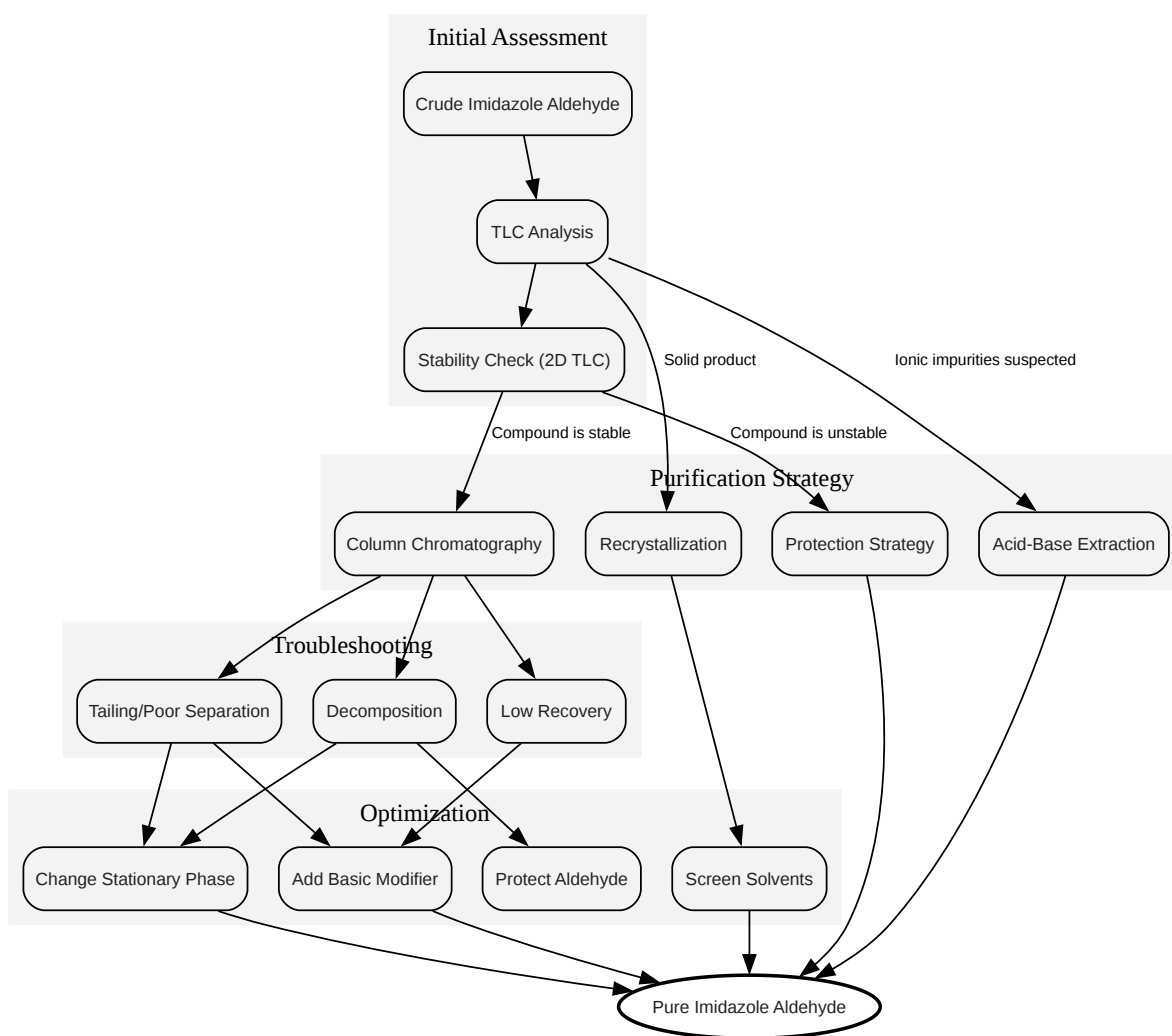 Initial Assessment
Crude Imidazole Aldehyde
TLC Analysis
Stability Check (2D TLC)
Solid product
Ionic impurities suspected
Compound is stable
Compound is unstable
Purification Strategy
Column Chromatography
Recrystallization
Protection Strategy
Acid-Base Extraction
Troubleshooting
Tailing/Poor Separation
Decomposition
Low Recovery
Optimization
Change Stationary Phase
Add Basic Modifier
Protect Aldehyde
Screen Solvents
Pure Imidazole Aldehyde